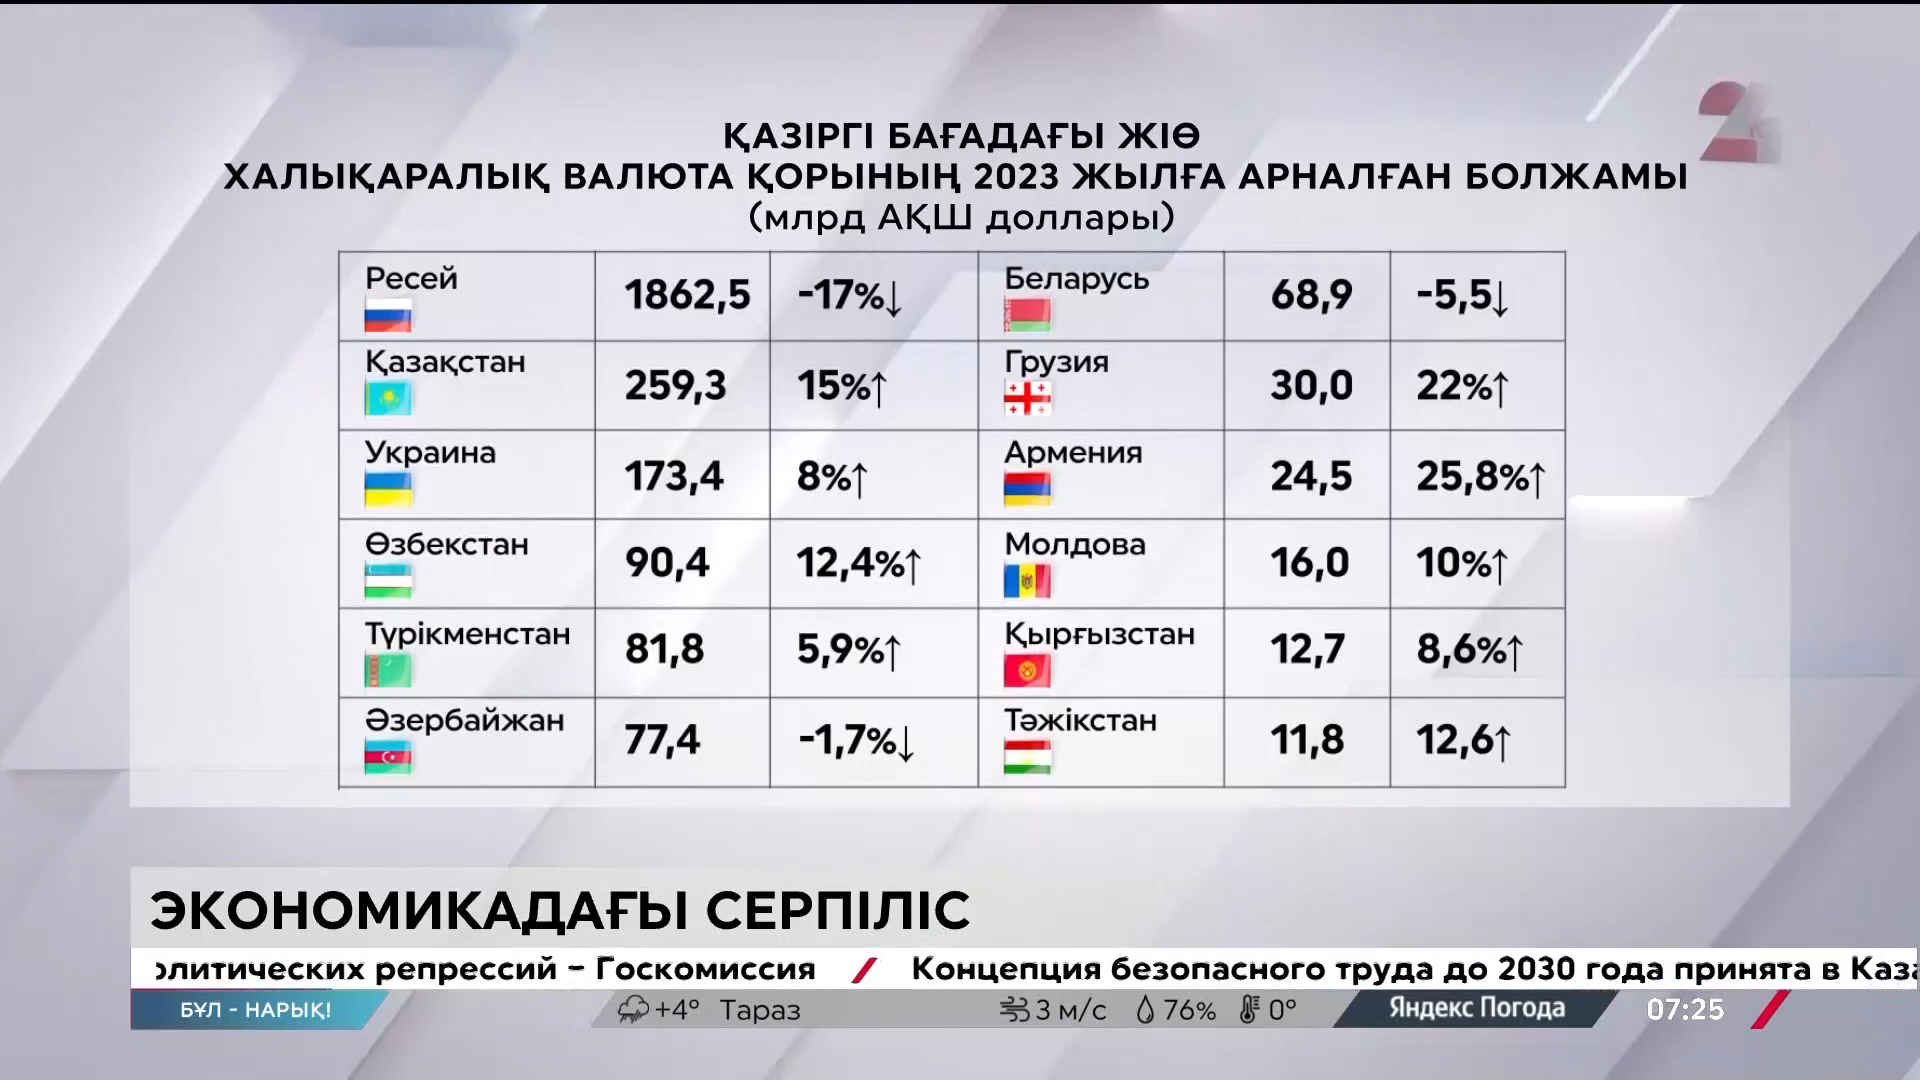 24
ҚАЗІРГІ БАҒАДАҒЫ ЖІӨ
ХАЛЫҚАРАЛЫҚ ВАЛЮТА ҚОРЫНЫҢ 2023 ЖЫЛҒА АРНАЛҒАН БОЛЖАМЫ
(млрд АҚШ доллары)
Ресей 1862,5 -17%↓ Беларусь 68,9 -5,5↓
Қазақстан 259,3 15%↑ Грузия 30,0 22%↑
Украина 173,4 8%↑ Армения 24,5 25,8%↑
Өзбекстан 90,4 12,4%↑ Молдова 16,0 10%↑
Түрікменстан 81,8 5,9%↑ Қырғызстан 12,7 8,6%↑
Әзербайжан 77,4 -1,7%↓ Тәжікстан 11,8 12,6↑
ЭКОНОМИКАДАҒЫ СЕРПІЛІС
олитических репрессий – Госкомиссия / Концепция безопасного труда до 2030 года принята в Каза
БҰЛ - НАРЫҚ! +4° Тараз 3 м/с 76% 0° Яндекс Погода 07:25